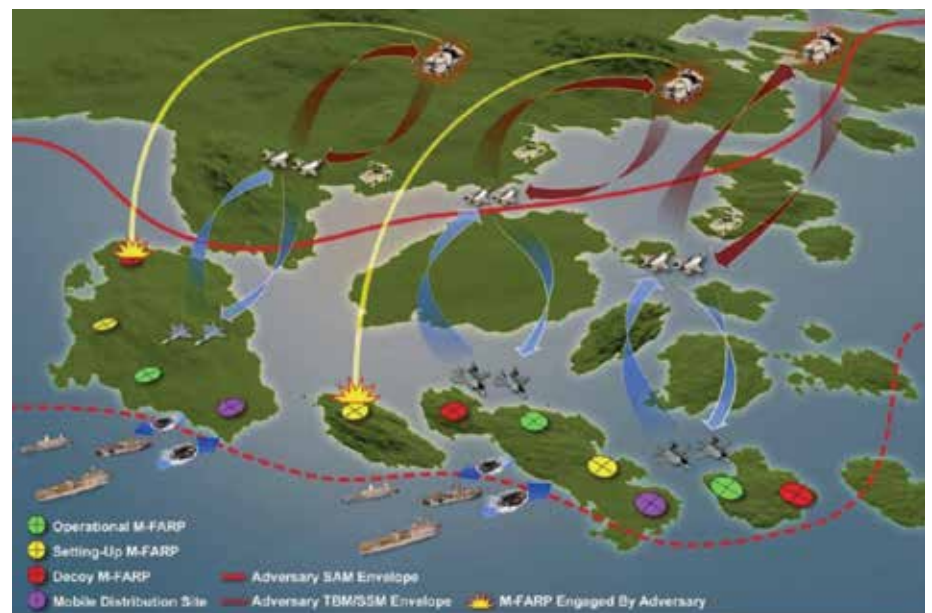 Operational M-FARP
Setting-Up M-FARP
Decoy M-FARP
Mobile Distribution Site
Adversary SAM Envelope
Adversary TBM/SSM Envelope
M-FARP Engaged By Adversary